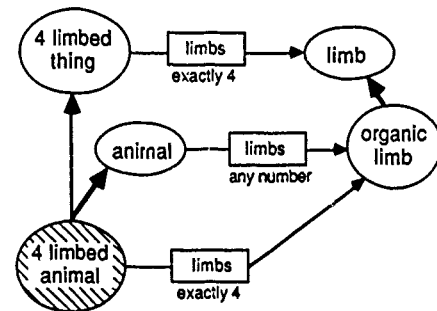 4 limbed
thing
limbs
exactly 4
limb
animal
limbs
any number
organic
limb
4 limbed
animal
limbs
exactly 4